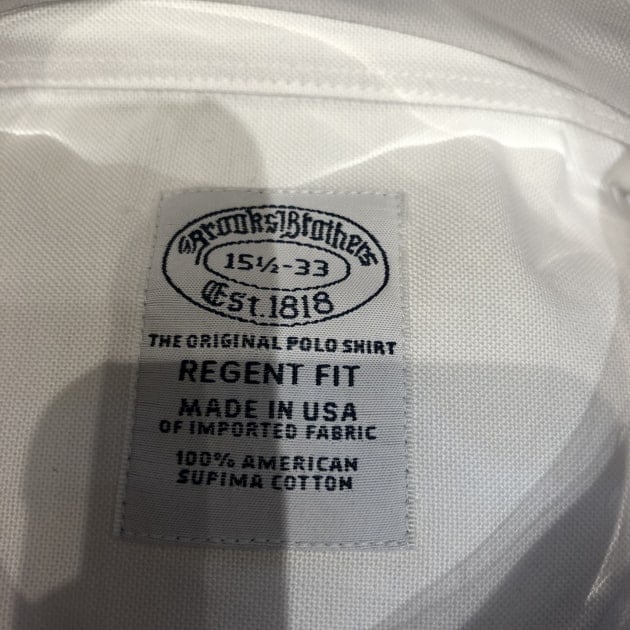 Brooks Brothers
15½-33
Est. 1818
THE ORIGINAL POLO SHIRT
REGENT FIT
MADE IN USA
OF IMPORTED FABRIC
100% AMERICAN
SUPIMA COTTON